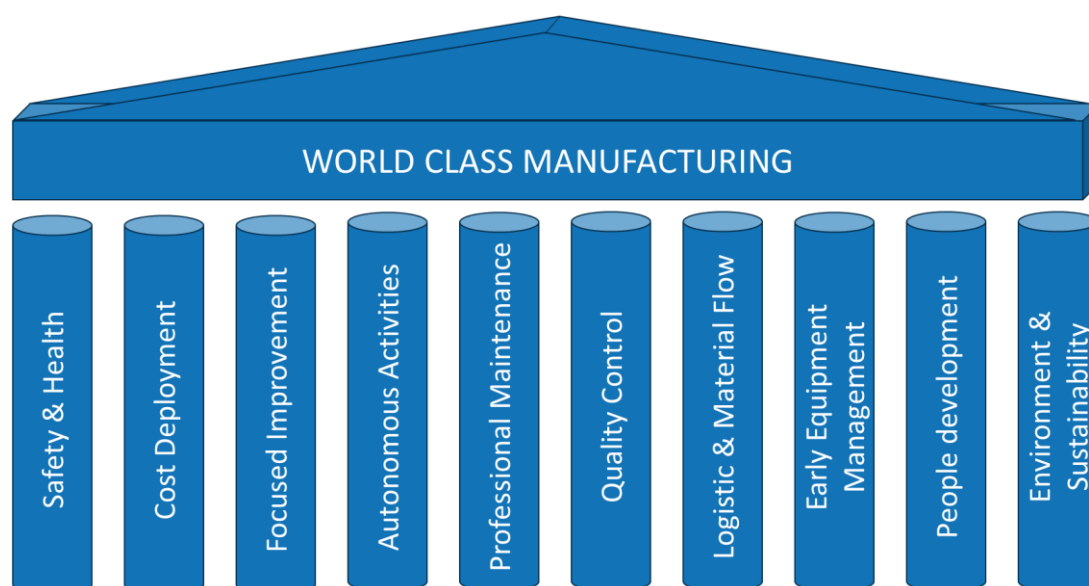 WORLD CLASS MANUFACTURING
Safety & Health
Cost Deployment
Focused Improvement
Autonomous Activities
Professional Maintenance
Quality Control
Logistic & Material Flow
Early Equipment
Management
People development
Environment &
Sustainability